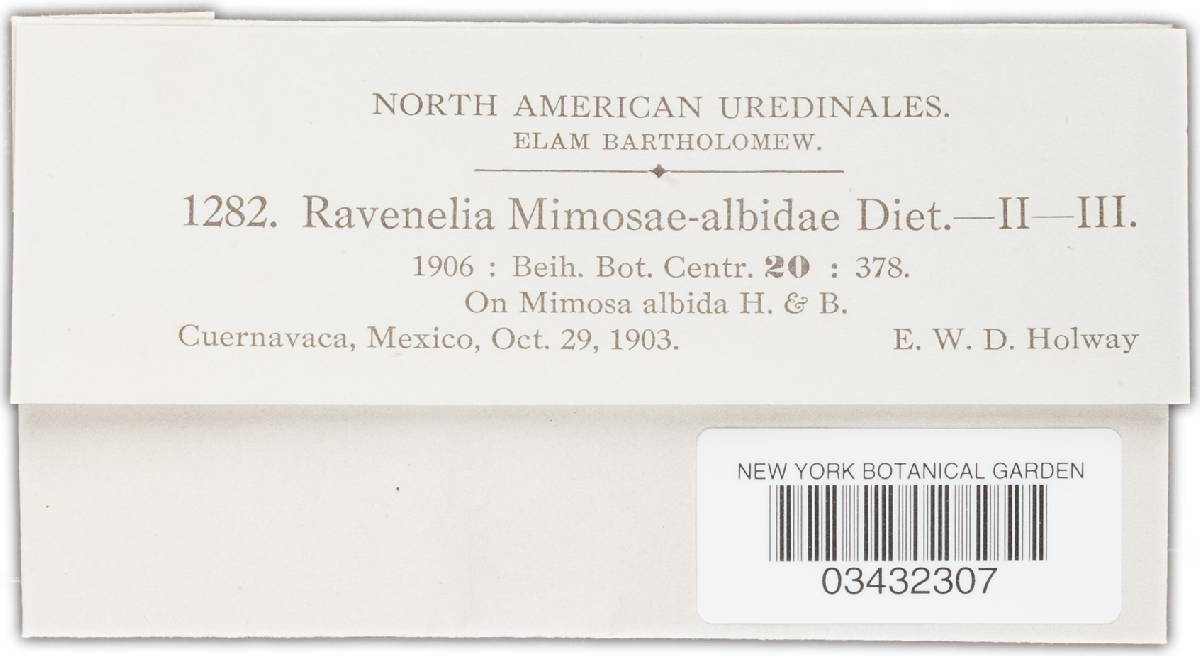 NORTH AMERICAN UREDINALES.
ELAM BARTHOLOMEW.
1282. Ravenelia Mimosae-albidae Diet.—II—III.
1906 : Beih. Bot. Centr. 20 : 378.
On Mimosa albida H. & B.
Cuernavaca, Mexico, Oct. 29, 1903. E. W. D. Holway
NEW YORK BOTANICAL GARDEN
03432307